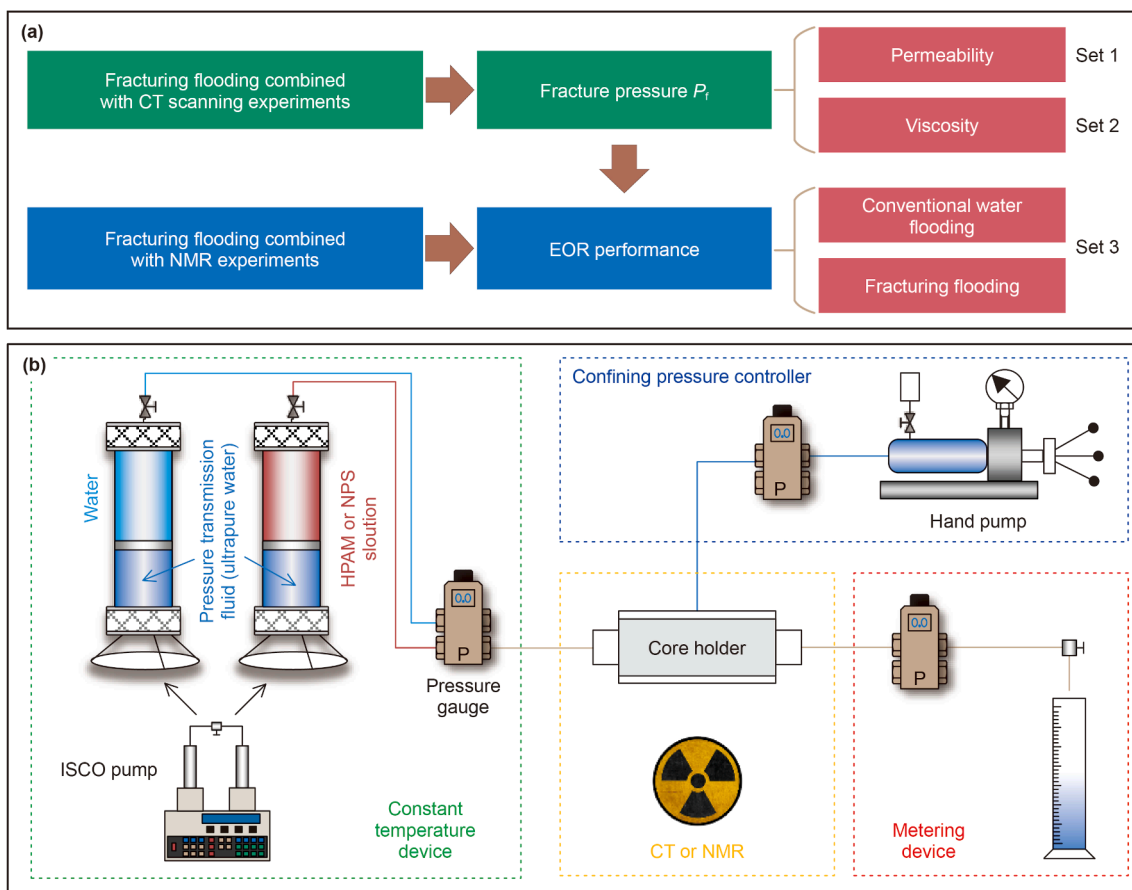 (a)
Fracturing flooding combined
with CT scanning experiments
Fracture pressure Pf
Permeability
Set 1
Viscosity
Set 2
Fracturing flooding combined
with NMR experiments
EOR performance
Conventional water
flooding
Set 3
Fracturing flooding
(b)
Water
Pressure transmission
fluid (ultrapure water)
HPAM or NPS
sloution
0.0
P
Pressure
gauge
ISCO pump
Constant
temperature
device
Confining pressure controller
0.0
P
Hand pump
Core holder
CT or NMR
0.0
P
Metering
device